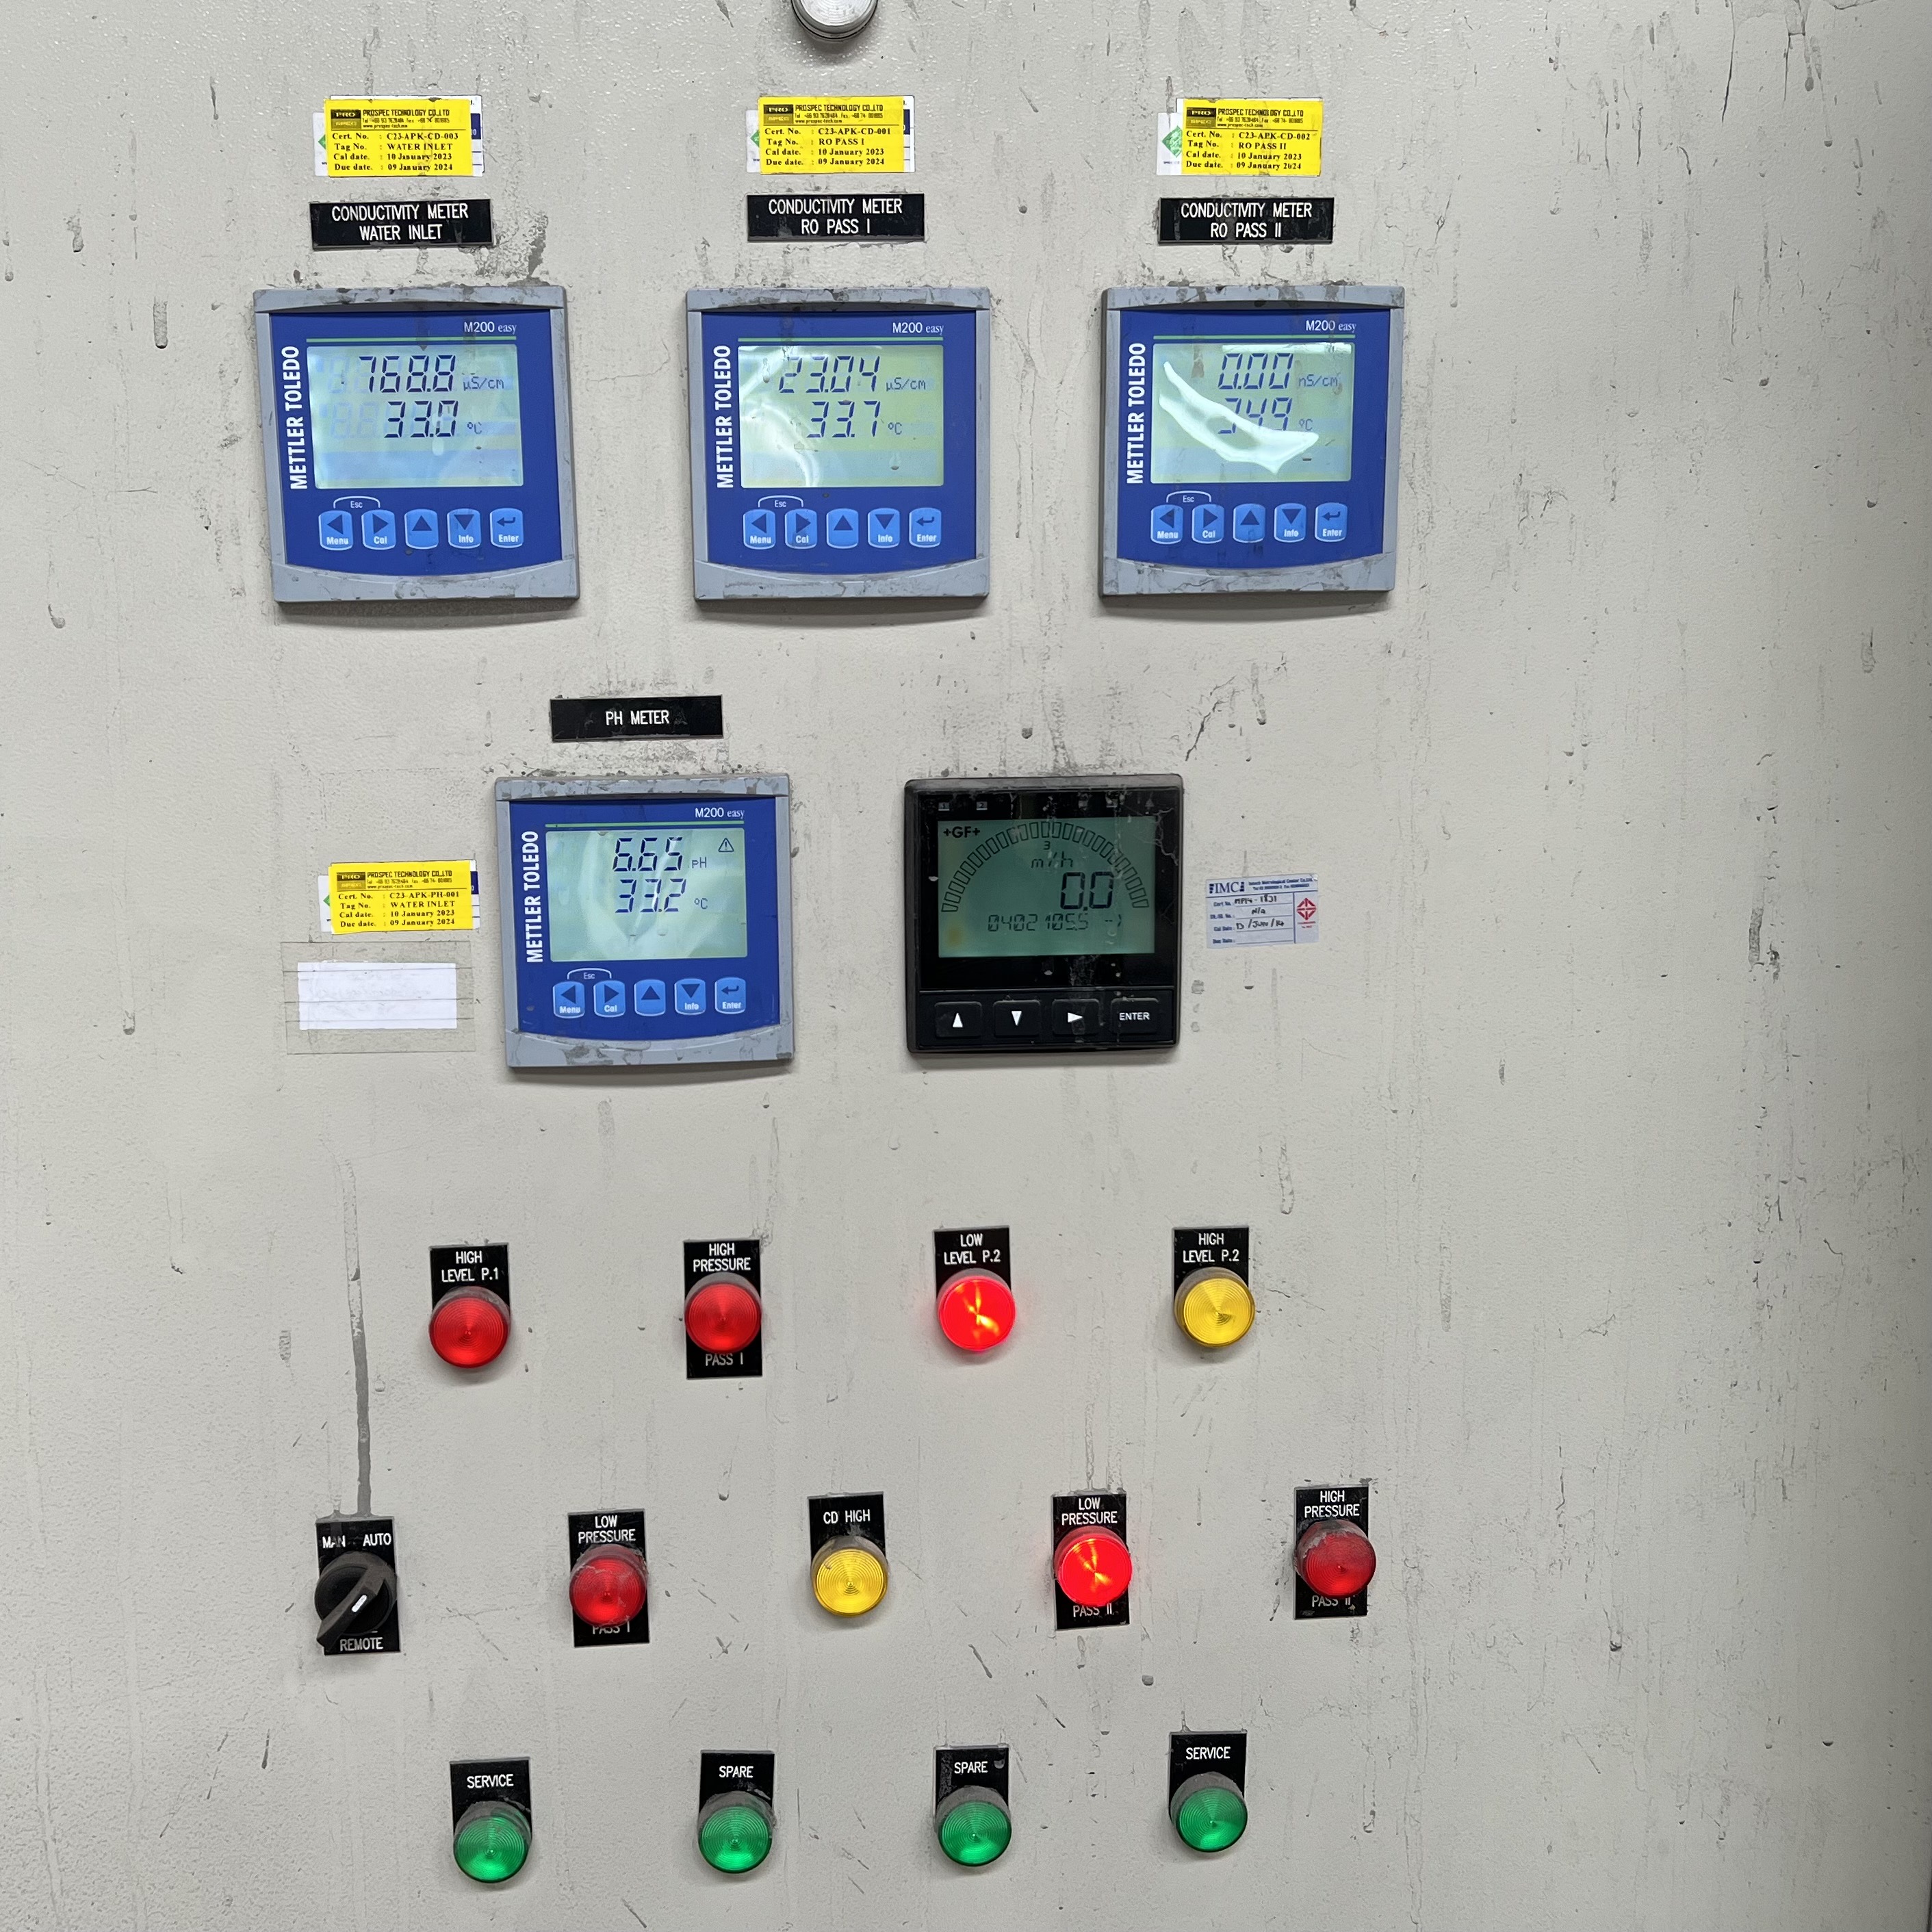 PROSPEC TECHNOLOGY CO.,LTD
Cert. No. : C23-APK-CD-003
Tag No. : WATER INLET
Cal date. : 10 January 2023
Due date. : 09 January 2024
PROSPEC TECHNOLOGY CO.,LTD
Cert. No. : C23-APK-CD-001
Tag No. : RO PASS I
Cal date. : 10 January 2023
Due date. : 09 January 2024
PROSPEC TECHNOLOGY CO.,LTD
Cert. No. : C23-APK-CD-002
Tag No. : RO PASS II
Cal date. : 10 January 2023
Due date. : 09 January 2024
CONDUCTIVITY METER
WATER INLET
CONDUCTIVITY METER
RO PASS I
CONDUCTIVITY METER
RO PASS II
M200 easy
METTLER TOLEDO
768.8 µS/cm
33.0 °C
Esc
Menu Cal Info Enter
M200 easy
METTLER TOLEDO
23.04 µS/cm
33.7 °C
Esc
Menu Cal Info Enter
M200 easy
METTLER TOLEDO
0.00 nS/cm
°C
Esc
Menu Cal Info Enter
PH METER
PROSPEC TECHNOLOGY CO.,LTD
Cert. No. : C23-APK-PH-001
Tag No. : WATER INLET
Cal date. : 10 January 2023
Due date. : 09 January 2024
M200 easy
METTLER TOLEDO
6.65 pH
33.2 °C
Esc
Menu Cal Info Enter
+GF+
3
m/h
0.0
ENTER
IMC
HIGH
LEVEL P.1
HIGH
PRESSURE
PASS I
LOW
LEVEL P.2
HIGH
LEVEL P.2
MAN AUTO
REMOTE
LOW
PRESSURE
PASS I
CD HIGH
LOW
PRESSURE
PASS II
HIGH
PRESSURE
PASS II
SERVICE
SPARE
SPARE
SERVICE